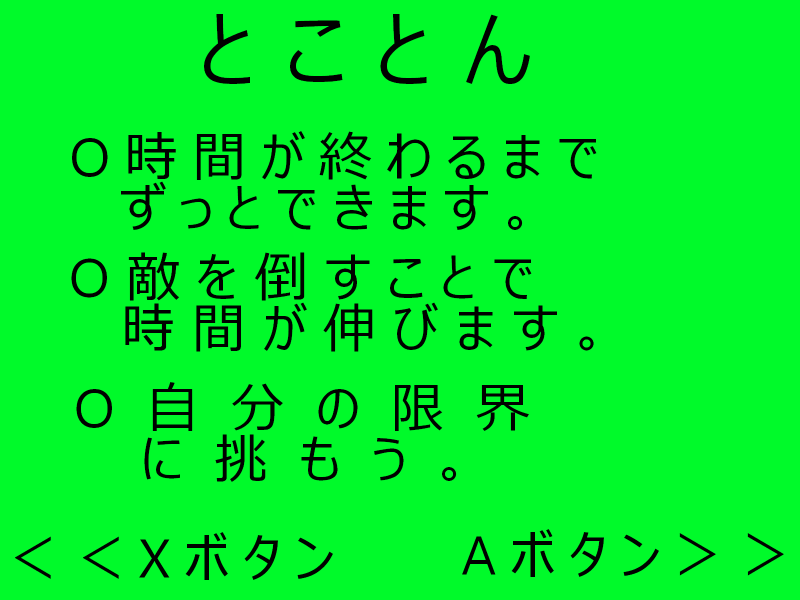 とことん
○時間が終わるまで
ずっとできます。
○敵を倒すことで
時間が伸びます。
○自分の限界
に挑もう。
＜＜Xボタン　Aボタン＞＞